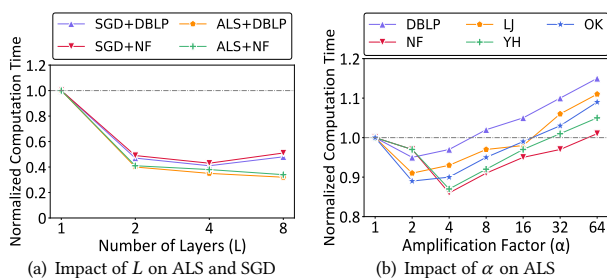 SGD+DBLP ALS+DBLP
SGD+NF ALS+NF
Normalized Computation Time
1.2
1.0
0.8
0.6
0.4
0.2
0
1 2 4 8
Number of Layers (L)
(a) Impact of L on ALS and SGD
DBLP LJ OK
NF YH
Normalized Computation Time
1.2
1.1
1.0
0.9
0.8
1 2 4 8 16 32 64
Amplification Factor (α)
(b) Impact of α on ALS